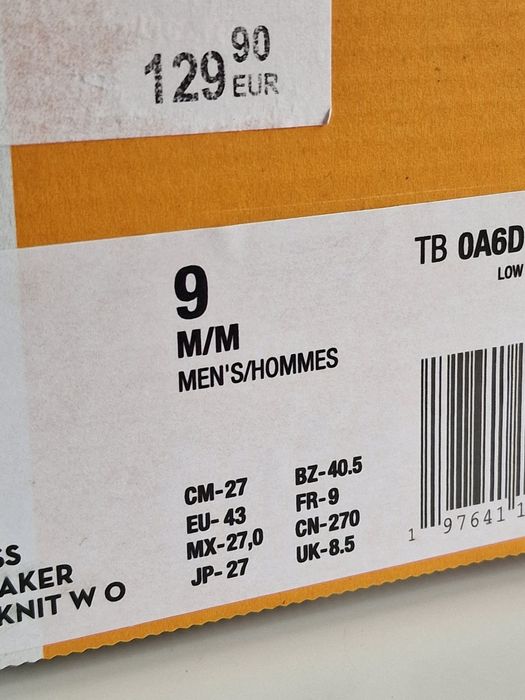 129 90 EUR
TB 0A6D
LOW
9
M/M
MEN'S/HOMMES
CM-27 BZ-40.5
EU-43 FR-9
MX-27,0 CN-270
JP-27 UK-8.5
1 97641 1
SS
AKER
KNIT W O